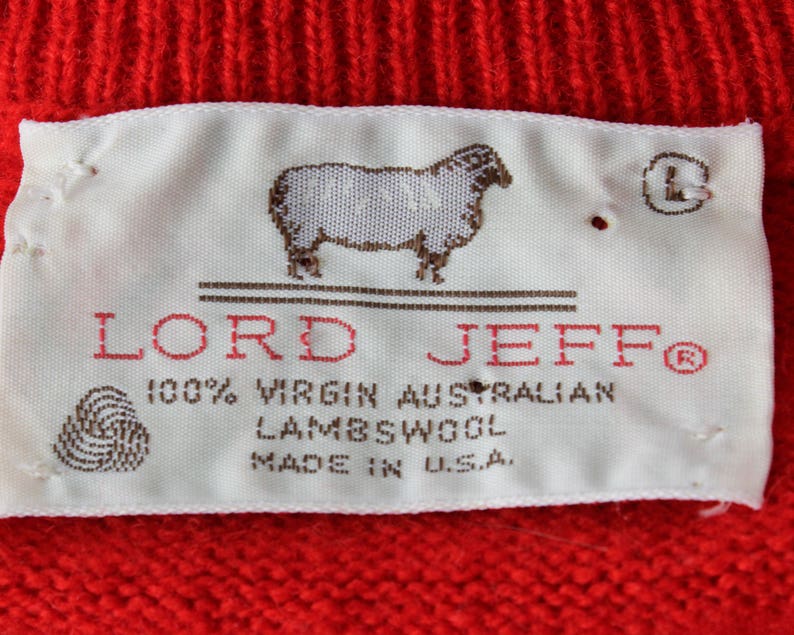 L
LORD JEFF®
100% VIRGIN AUSTRALIAN
LAMBSWOOL
MADE IN U.S.A.